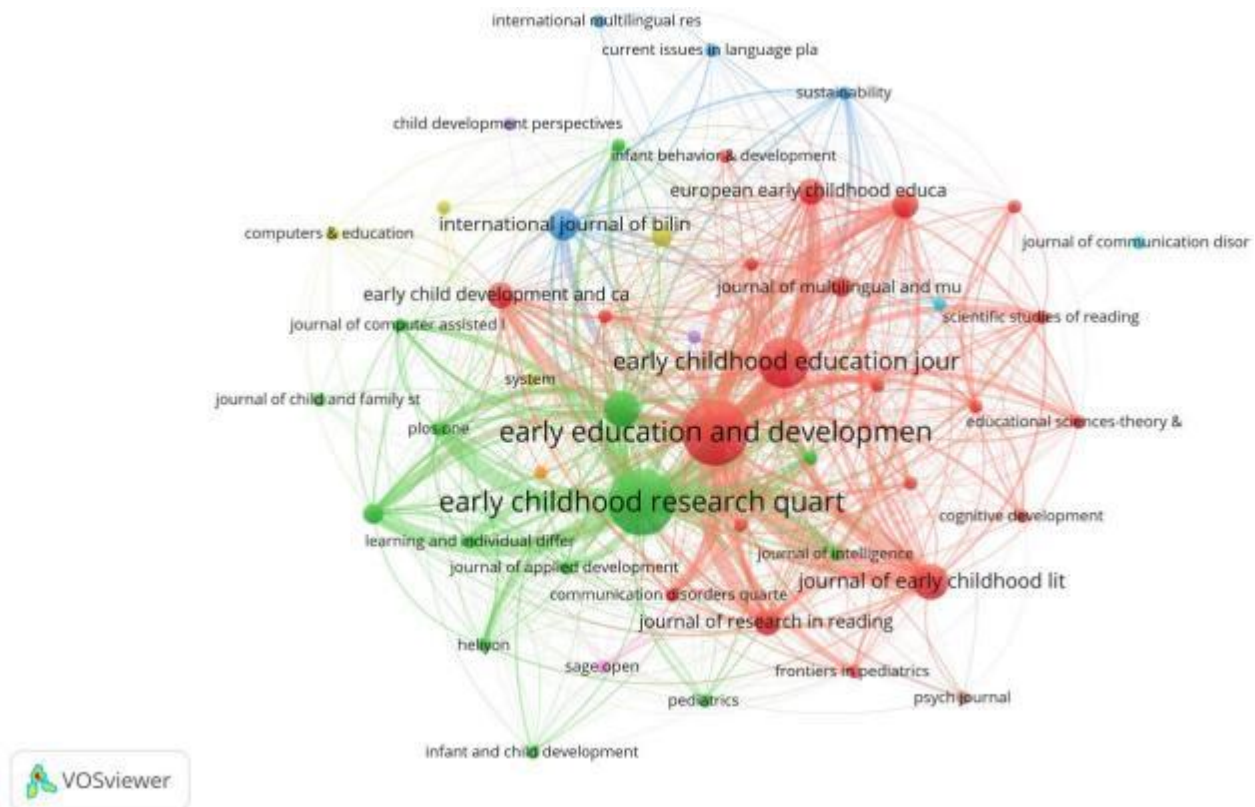 international multilingual res
current issues in language pla
sustainability
child development perspectives
infant behavior & development
european early childhood educa
international journal of bilin
computers & education
journal of communication disor
journal of multilingual and mu
early child development and ca
scientific studies of reading
journal of computer assisted l
early childhood education jour
system
journal of child and family st
plos one
educational sciences-theory &
early education and developmen
early childhood research quart
cognitive development
learning and individual differ
journal of intelligence
journal of applied development
journal of early childhood lit
communication disorders quarte
journal of research in reading
heliyon
sage open
frontiers in pediatrics
pediatrics
psych journal
infant and child development
VOSviewer